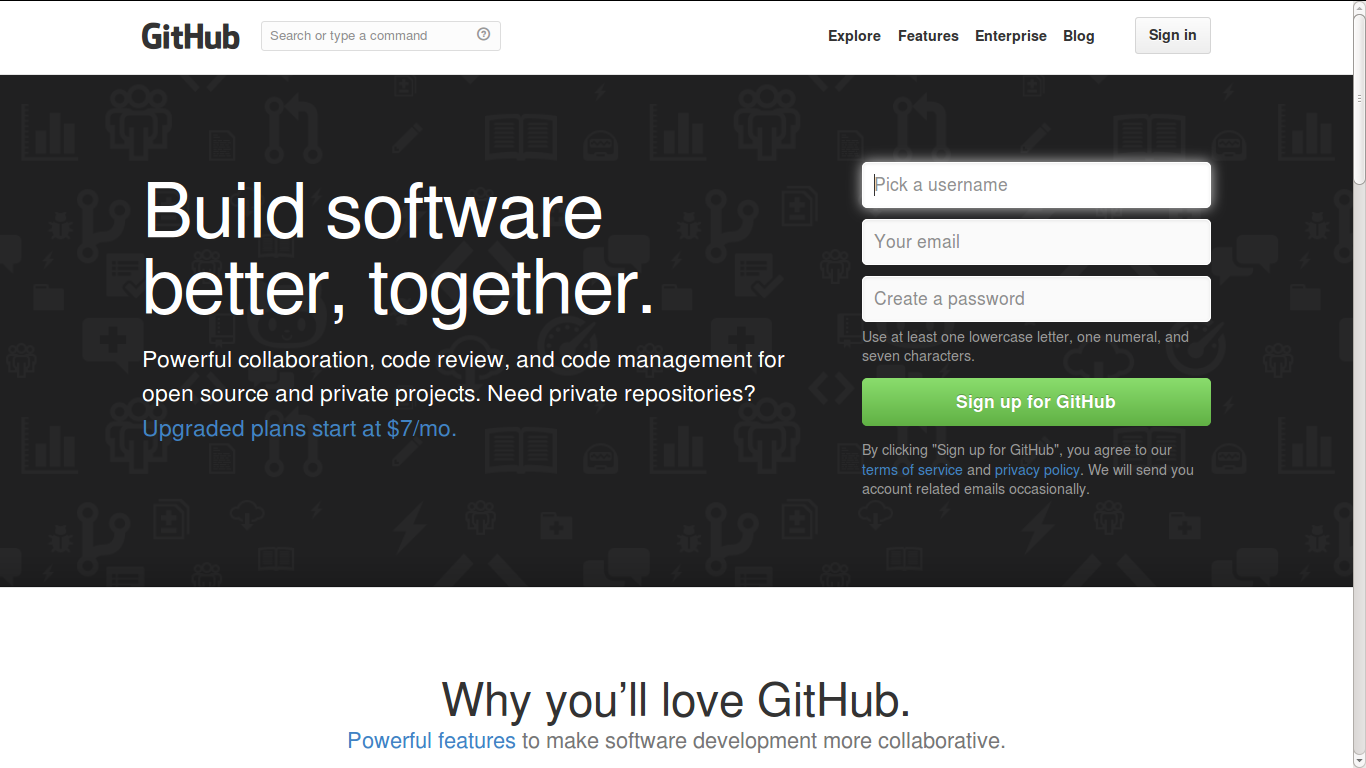 GitHub
Search or type a command
Explore
Features
Enterprise
Blog
Sign in
Build software
better, together.
Powerful collaboration, code review, and code management for
open source and private projects. Need private repositories?
Upgraded plans start at $7/mo.
Pick a username
Your email
Create a password
Use at least one lowercase letter, one numeral, and
seven characters.
Sign up for GitHub
By clicking "Sign up for GitHub", you agree to our
terms of service and privacy policy. We will send you
account related emails occasionally.
Why you’ll love GitHub.
Powerful features to make software development more collaborative.